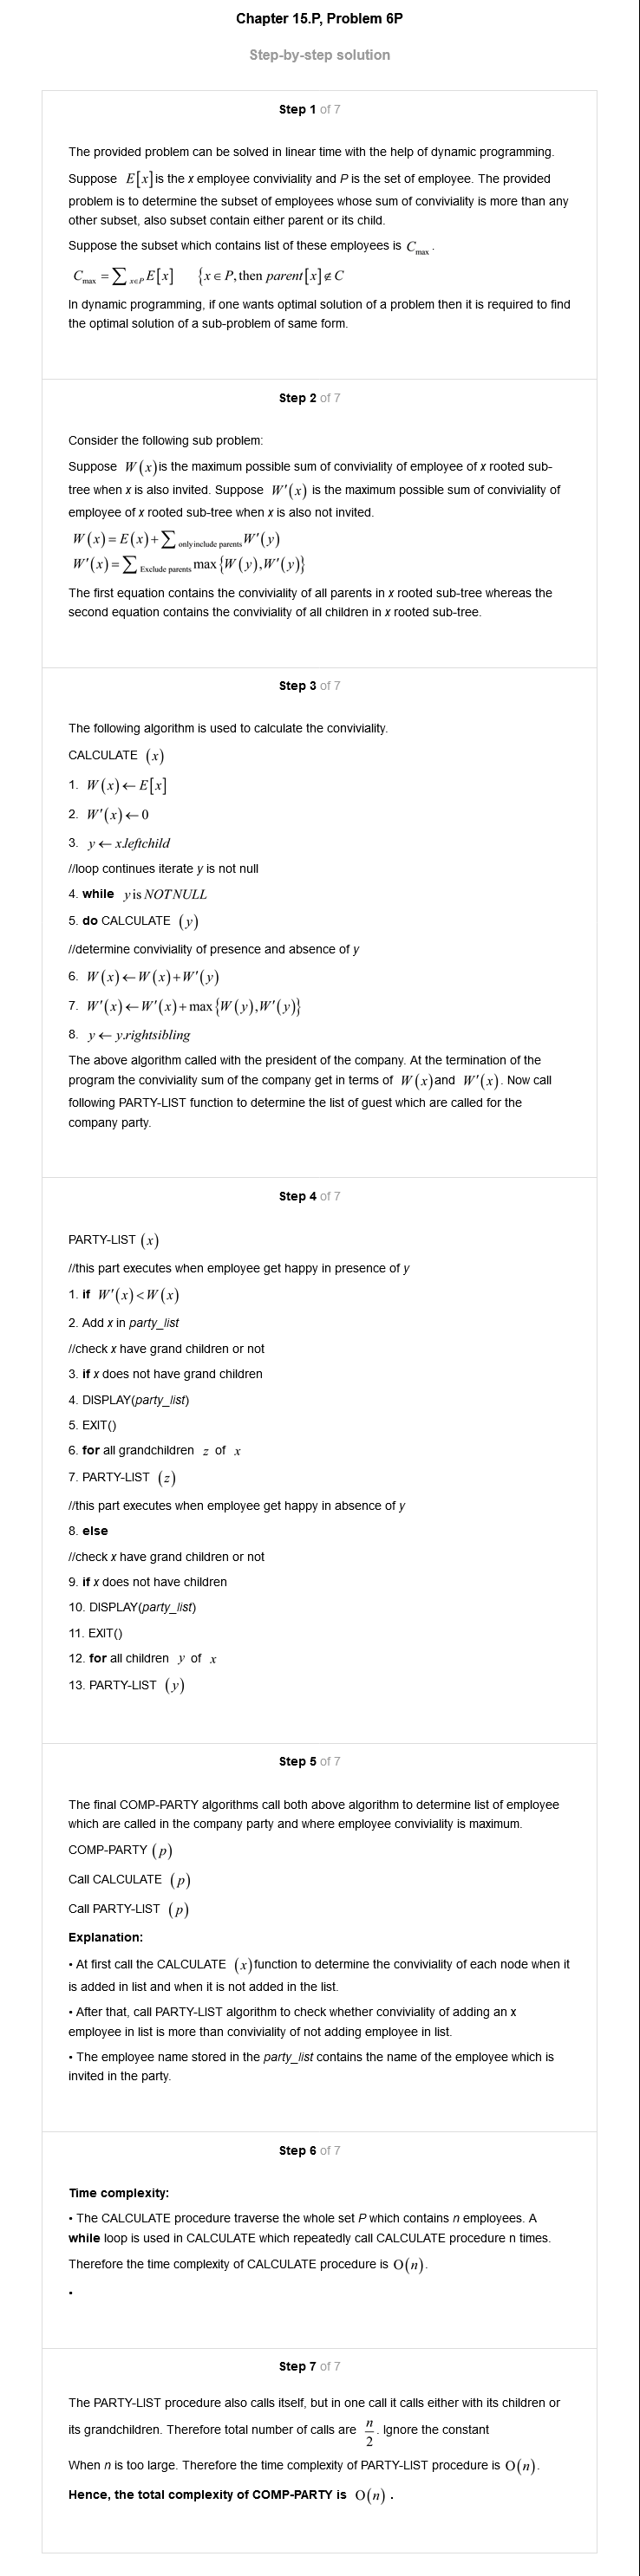 Chapter 15.P, Problem 6P
Step-by-step solution
Step 1 of 7
The provided problem can be solved in linear time with the help of dynamic programming.
Suppose E[x] is the x employee conviviality and P is the set of employee. The provided
problem is to determine the subset of employees whose sum of conviviality is more than any
other subset, also subset contain either parent or its child.
Suppose the subset which contains list of these employees is C_max.
C_max = ∑_{x∈P} E[x] {x ∈ P, then parent[x] ∉ C
In dynamic programming, if one wants optimal solution of a problem then it is required to find
the optimal solution of a sub-problem of same form.
Step 2 of 7
Consider the following sub problem:
Suppose W(x) is the maximum possible sum of conviviality of employee of x rooted sub-
tree when x is also invited. Suppose W'(x) is the maximum possible sum of conviviality of
employee of x rooted sub-tree when x is also not invited.
W(x) = E(x) + ∑_{only include parents} W'(y)
W'(x) = ∑_{Exclude parents} max{W(y), W'(y)}
The first equation contains the conviviality of all parents in x rooted sub-tree whereas the
second equation contains the conviviality of all children in x rooted sub-tree.
Step 3 of 7
The following algorithm is used to calculate the conviviality.
CALCULATE (x)
1. W(x) ← E[x]
2. W'(x) ← 0
3. y ← x.leftchild
//loop continues iterate y is not null
4. while y is NOT NULL
5. do CALCULATE (y)
//determine conviviality of presence and absence of y
6. W(x) ← W(x) + W'(y)
7. W'(x) ← W'(x) + max{W(y), W'(y)}
8. y ← y.rightsibling
The above algorithm called with the president of the company. At the termination of the
program the conviviality sum of the company get in terms of W(x) and W'(x). Now call
following PARTY-LIST function to determine the list of guest which are called for the
company party.
Step 4 of 7
PARTY-LIST (x)
//this part executes when employee get happy in presence of y
1. if W'(x) < W(x)
2. Add x in party_list
//check x have grand children or not
3. if x does not have grand children
4. DISPLAY(party_list)
5. EXIT()
6. for all grandchildren z of x
7. PARTY-LIST (z)
//this part executes when employee get happy in absence of y
8. else
//check x have grand children or not
9. if x does not have children
10. DISPLAY(party_list)
11. EXIT()
12. for all children y of x
13. PARTY-LIST (y)
Step 5 of 7
The final COMP-PARTY algorithms call both above algorithm to determine list of employee
which are called in the company party and where employee conviviality is maximum.
COMP-PARTY (p)
Call CALCULATE (p)
Call PARTY-LIST (p)
Explanation:
• At first call the CALCULATE (x) function to determine the conviviality of each node when it
is added in list and when it is not added in the list.
• After that, call PARTY-LIST algorithm to check whether conviviality of adding an x
employee in list is more than conviviality of not adding employee in list.
• The employee name stored in the party_list contains the name of the employee which is
invited in the party.
Step 6 of 7
Time complexity:
• The CALCULATE procedure traverse the whole set P which contains n employees. A
while loop is used in CALCULATE which repeatedly call CALCULATE procedure n times.
Therefore the time complexity of CALCULATE procedure is O(n).
•
Step 7 of 7
The PARTY-LIST procedure also calls itself, but in one call it calls either with its children or
its grandchildren. Therefore total number of calls are n/2. Ignore the constant
When n is too large. Therefore the time complexity of PARTY-LIST procedure is O(n).
Hence, the total complexity of COMP-PARTY is O(n).